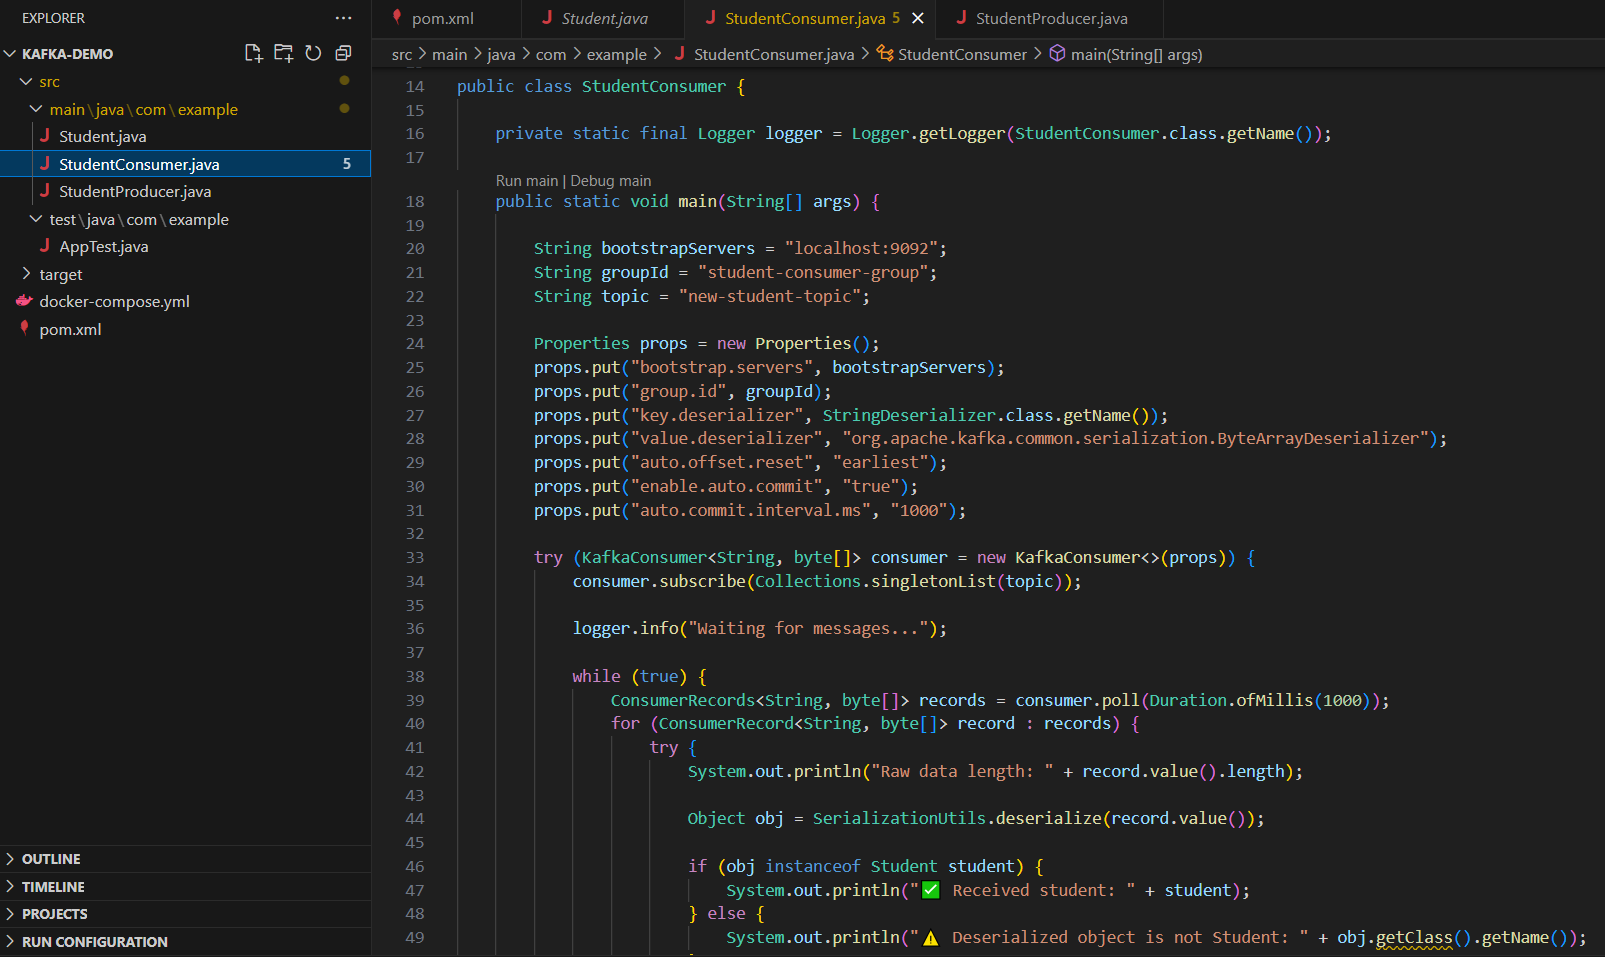 EXPLORER
KAFKA-DEMO
src
main\java\com\example
Student.java
StudentConsumer.java 5
StudentProducer.java
test\java\com\example
AppTest.java
target
docker-compose.yml
pom.xml
OUTLINE
TIMELINE
PROJECTS
RUN CONFIGURATION
pom.xml Student.java StudentConsumer.java 5 StudentProducer.java
src > main > java > com > example > StudentConsumer.java > StudentConsumer > main(String[] args)
14 public class StudentConsumer {
15
16 private static final Logger logger = Logger.getLogger(StudentConsumer.class.getName());
17
Run main | Debug main
18 public static void main(String[] args) {
19
20 String bootstrapServers = "localhost:9092";
21 String groupId = "student-consumer-group";
22 String topic = "new-student-topic";
23
24 Properties props = new Properties();
25 props.put("bootstrap.servers", bootstrapServers);
26 props.put("group.id", groupId);
27 props.put("key.deserializer", StringDeserializer.class.getName());
28 props.put("value.deserializer", "org.apache.kafka.common.serialization.ByteArrayDeserializer");
29 props.put("auto.offset.reset", "earliest");
30 props.put("enable.auto.commit", "true");
31 props.put("auto.commit.interval.ms", "1000");
32
33 try (KafkaConsumer<String, byte[]> consumer = new KafkaConsumer<>(props)) {
34 consumer.subscribe(Collections.singletonList(topic));
35
36 logger.info("Waiting for messages...");
37
38 while (true) {
39 ConsumerRecords<String, byte[]> records = consumer.poll(Duration.ofMillis(1000));
40 for (ConsumerRecord<String, byte[]> record : records) {
41 try {
42 System.out.println("Raw data length: " + record.value().length);
43
44 Object obj = SerializationUtils.deserialize(record.value());
45
46 if (obj instanceof Student student) {
47 System.out.println("✅ Received student: " + student);
48 } else {
49 System.out.println("⚠️ Deserialized object is not Student: " + obj.getClass().getName());